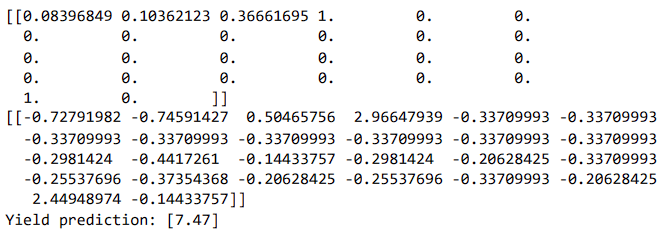 [[0.08396849 0.10362123 0.36661695 1. 0. 0.
0. 0. 0. 0. 0. 0.
0. 0. 0. 0. 0. 0.
0. 0. 0. 0. 0. 0.
1. 0. ]]
[[-0.72791982 -0.74591427 0.50465756 2.96647939 -0.33709993 -0.33709993
-0.33709993 -0.33709993 -0.33709993 -0.33709993 -0.33709993 -0.33709993
-0.2981424 -0.4417261 -0.14433757 -0.2981424 -0.20628425 -0.33709993
-0.25537696 -0.37354368 -0.20628425 -0.25537696 -0.33709993 -0.20628425
2.44948974 -0.14433757]]
Yield prediction: [7.47]